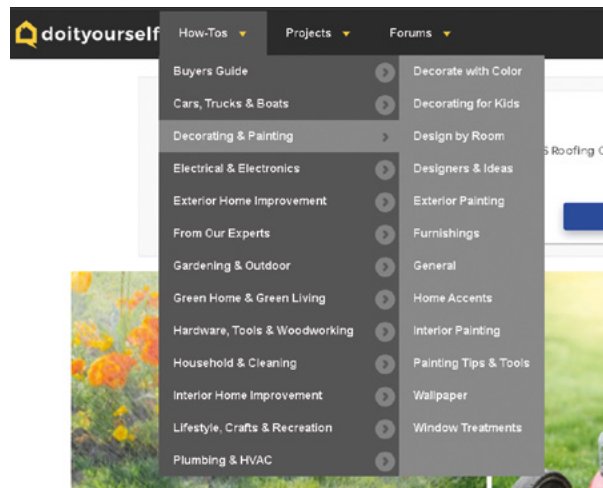 doityourself
How-Tos
Projects
Forums
Buyers Guide
Cars, Trucks & Boats
Decorating & Painting
Electrical & Electronics
Exterior Home Improvement
From Our Experts
Gardening & Outdoor
Green Home & Green Living
Hardware, Tools & Woodworking
Household & Cleaning
Interior Home Improvement
Lifestyle, Crafts & Recreation
Plumbing & HVAC
Decorate with Color
Decorating for Kids
Design by Room
Designers & Ideas
Exterior Painting
Furnishings
General
Home Accents
Interior Painting
Painting Tips & Tools
Wallpaper
Window Treatments
Roofing